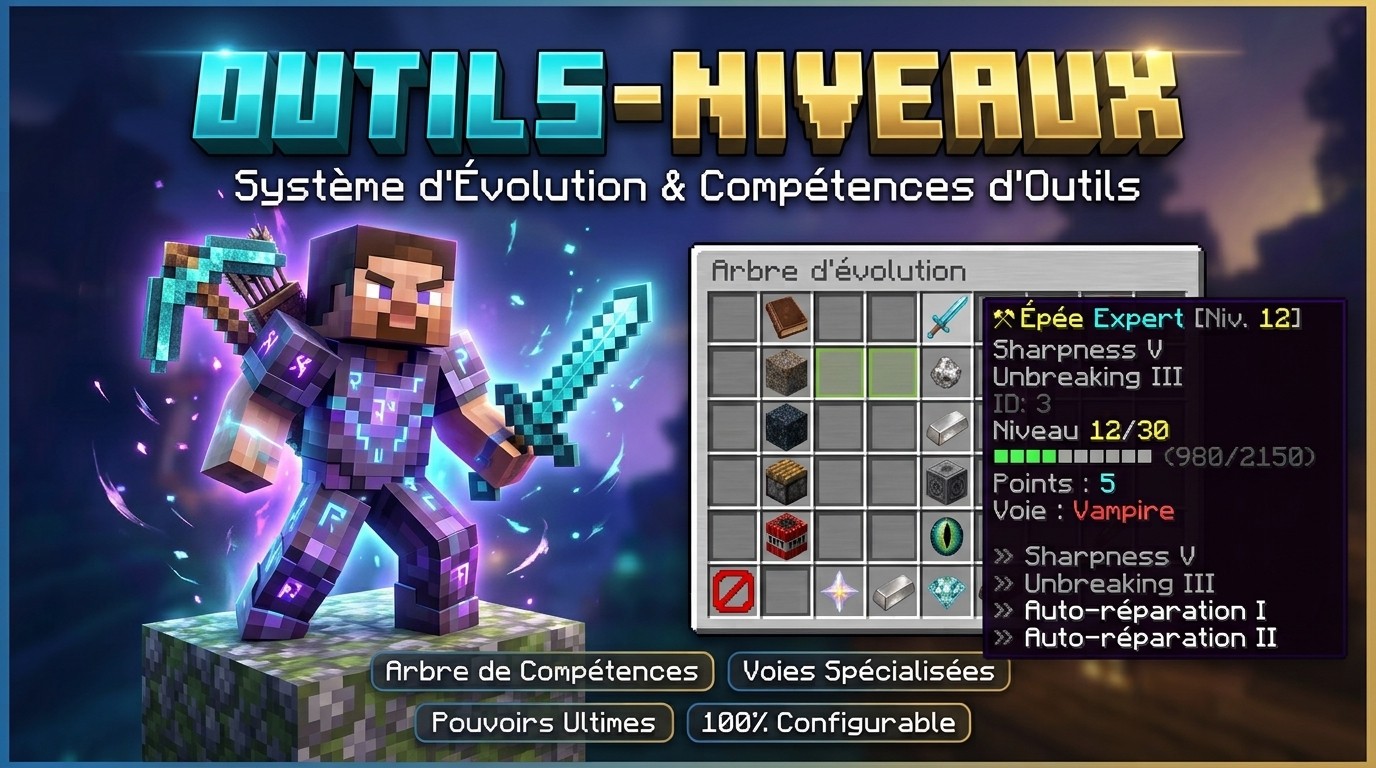 OUTILS-NIVEAUX
Système d'Évolution & Compétences d'Outils
Arbre d'évolution
Épée Expert [Niv. 12]
Sharpness V
Unbreaking III
ID: 3
Niveau 12/30
(980/2150)
Points : 5
Voie : Vampire
» Sharpness V
» Unbreaking III
» Auto-réparation I
» Auto-réparation II
Arbre de Compétences
Voies Spécialisées
Pouvoirs Ultimes
100% Configurable